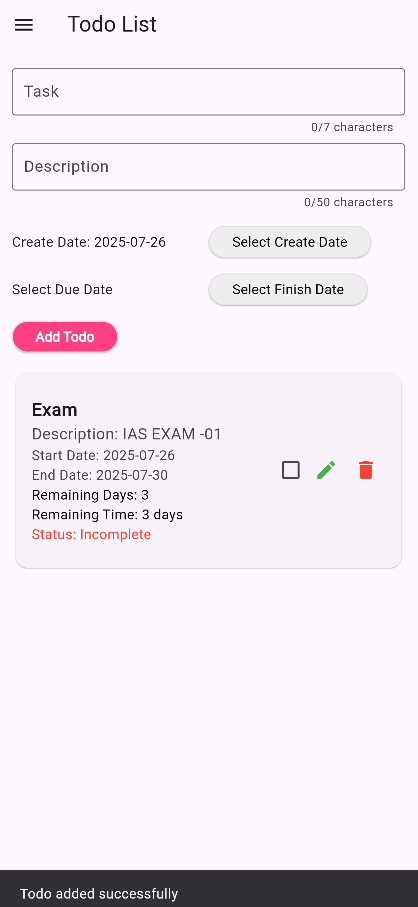 Todo List
Task
0/7 characters
Description
0/50 characters
Create Date: 2025-07-26
Select Create Date
Select Due Date
Select Finish Date
Add Todo
Exam
Description: IAS EXAM -01
Start Date: 2025-07-26
End Date: 2025-07-30
Remaining Days: 3
Remaining Time: 3 days
Status: Incomplete
Todo added successfully